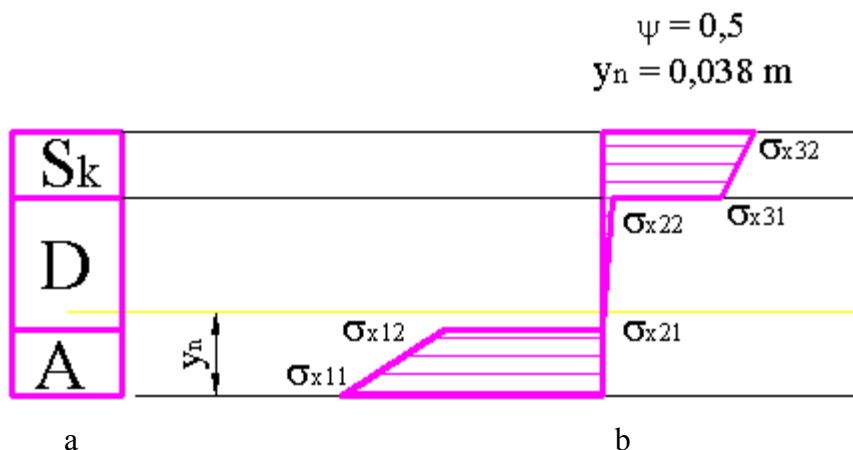 ψ = 0,5
yn = 0,038 m
Sk
σx32
σx22
σx31
D
yn
σx12
σx21
A
σx11
a
b